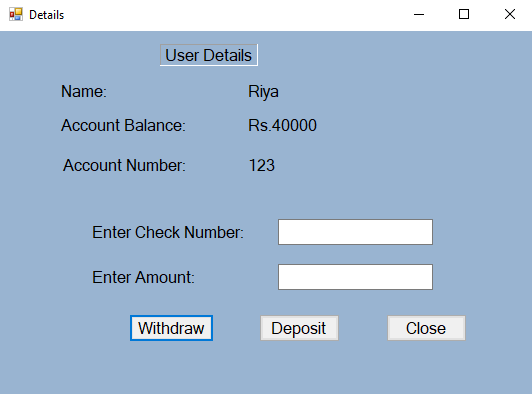 Details
User Details
Name: Riya
Account Balance: Rs.40000
Account Number: 123
Enter Check Number:
Enter Amount:
Withdraw Deposit Close